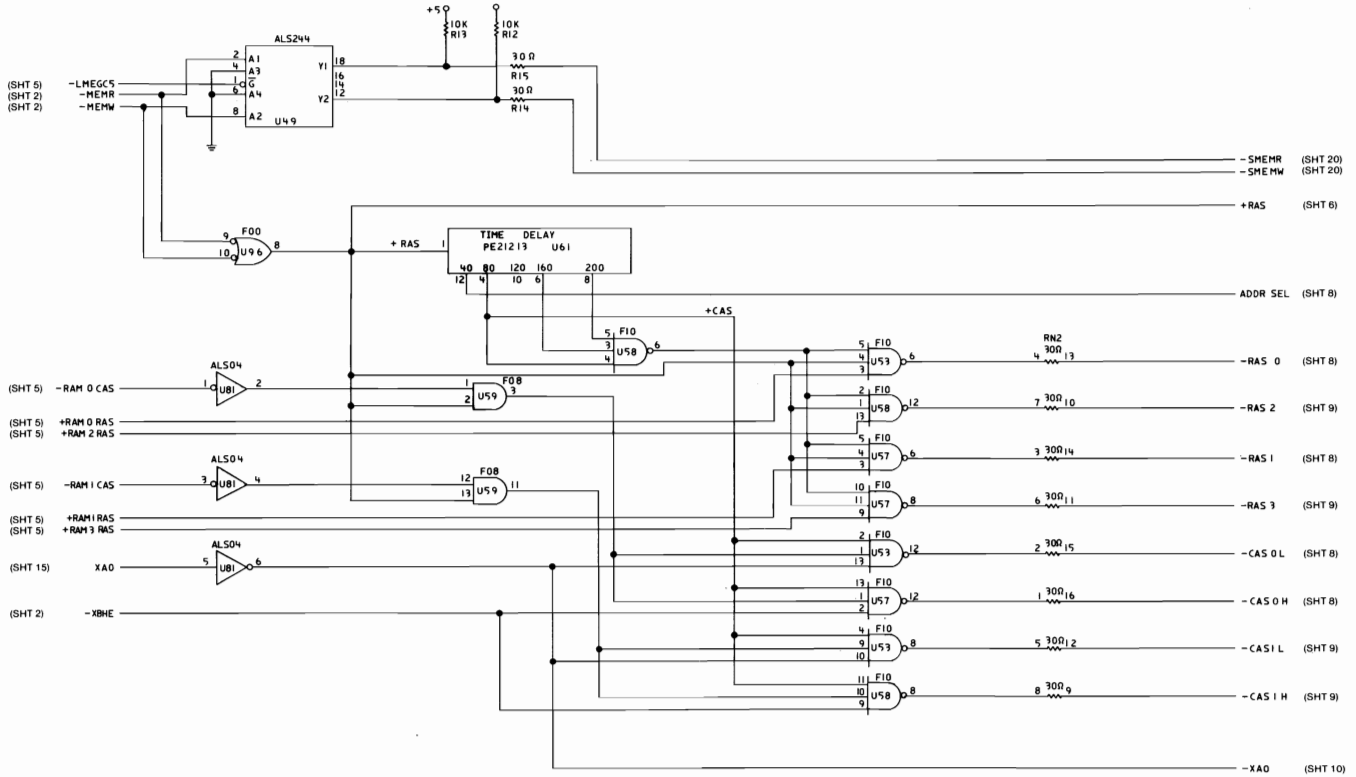 +5
10K
R13
10K
R12
ALS244
2 A1
4 A3
1 G
6 A4
8 A2
Y1 18
16
14
Y2 12
U49
30Ω
R15
30Ω
R14
(SHT 5) -LMEGCS
(SHT 2) -MEMR
(SHT 2) -MEMW
-SMEMR (SHT 20)
-SMEMW (SHT 20)
+RAS (SHT 6)
9 F00
10 U96 8
+RAS 1
TIME DELAY
PE21213 U61
40 80 120 160 200
12 4 10 6 8
ADDR SEL (SHT 8)
+CAS
5 F10
3 U58 6
4
5 F10
4 U53 6
3
RN2
4 30Ω 13
-RAS 0 (SHT 8)
ALS04
(SHT 5) -RAM 0 CAS 1 U81 2
1 F08
2 U59 3
2 F10
1 U58 12
13
7 30Ω 10
-RAS 2 (SHT 9)
(SHT 5) +RAM 0 RAS
(SHT 5) +RAM 2 RAS
5 F10
4 U57 6
3
3 30Ω 14
-RAS 1 (SHT 8)
ALS04
(SHT 5) -RAM 1 CAS 3 U81 4
12 F08
13 U59 11
10 F10
11 U57 8
9
6 30Ω 11
-RAS 3 (SHT 9)
(SHT 5) +RAM 1 RAS
(SHT 5) +RAM 3 RAS
2 F10
1 U53 12
13
2 30Ω 15
-CAS 0L (SHT 8)
ALS04
(SHT 15) XA0 5 U81 6
13 F10
1 U57 12
2
1 30Ω 16
-CAS 0 H (SHT 8)
(SHT 2) -XBHE
4 F10
9 U53 8
10
5 30Ω 12
-CAS1L (SHT 9)
11 F10
10 U58 8
9
8 30Ω 9
-CAS 1 H (SHT 9)
-XA0 (SHT 10)